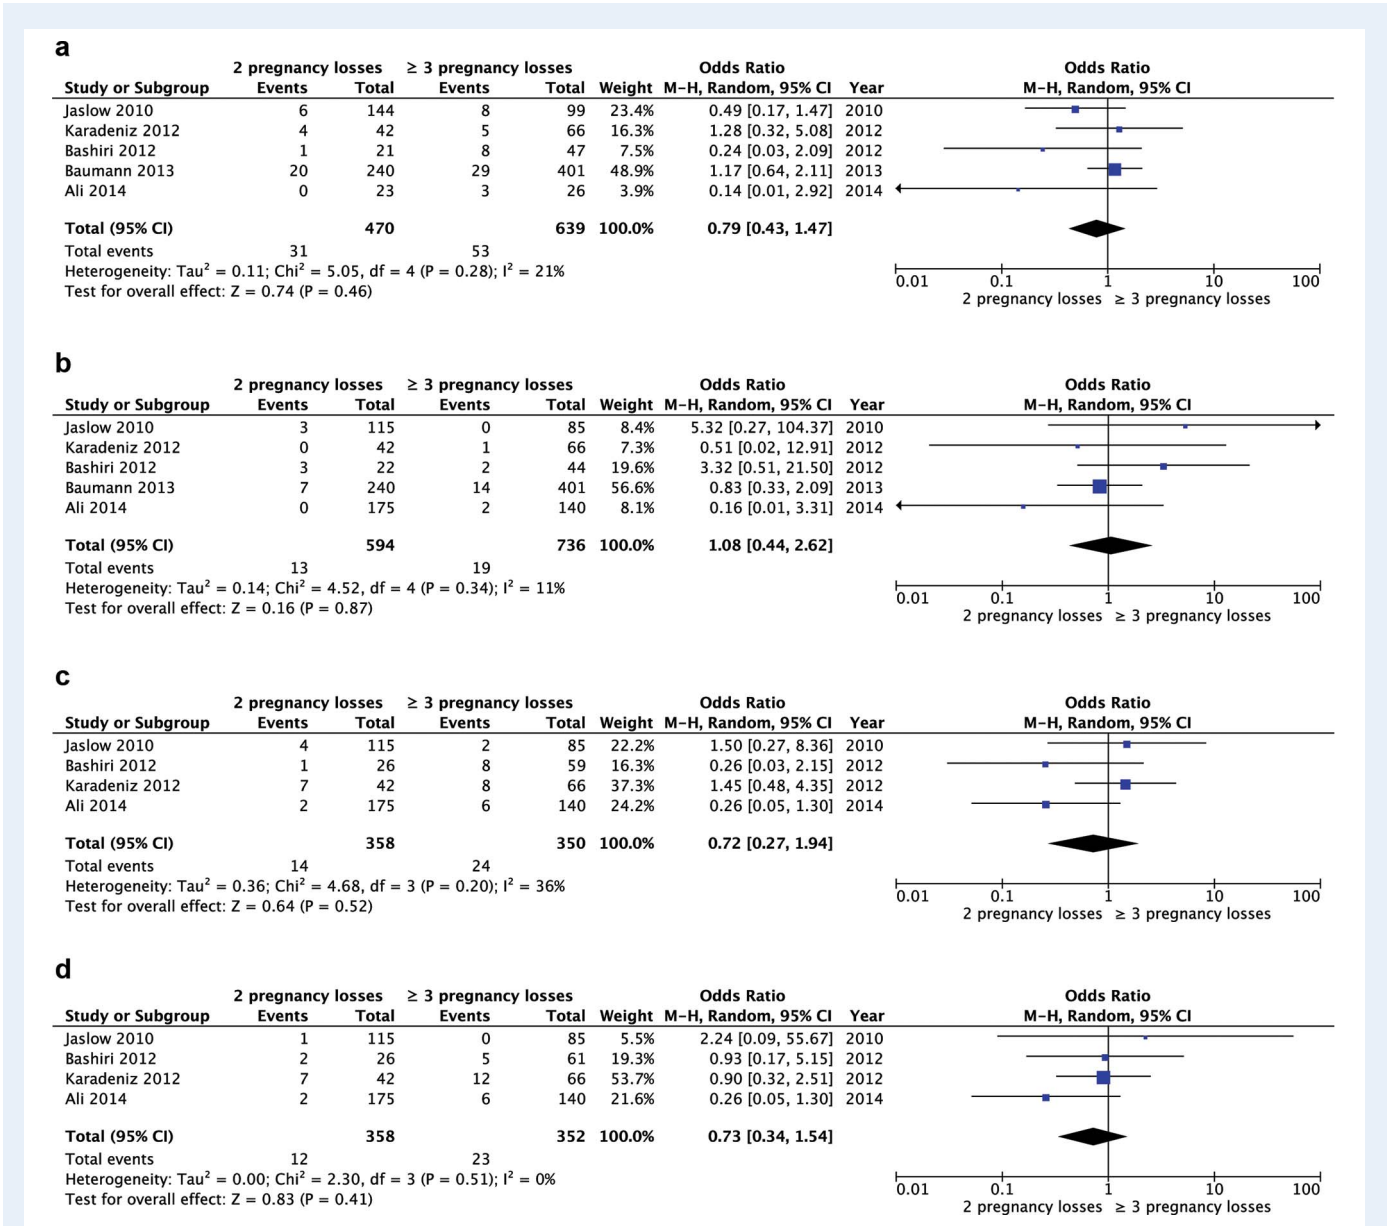 a
2 pregnancy losses ≥ 3 pregnancy losses Odds Ratio Odds Ratio
Study or Subgroup Events Total Events Total Weight M-H, Random, 95% CI Year M-H, Random, 95% CI
Jaslow 2010 6 144 8 99 23.4% 0.49 [0.17, 1.47] 2010
Karadeniz 2012 4 42 5 66 16.3% 1.28 [0.32, 5.08] 2012
Bashiri 2012 1 21 8 47 7.5% 0.24 [0.03, 2.09] 2012
Baumann 2013 20 240 29 401 48.9% 1.17 [0.64, 2.11] 2013
Ali 2014 0 23 3 26 3.9% 0.14 [0.01, 2.92] 2014
Total (95% CI) 470 639 100.0% 0.79 [0.43, 1.47]
Total events 31 53
Heterogeneity: Tau² = 0.11; Chi² = 5.05, df = 4 (P = 0.28); I² = 21%
Test for overall effect: Z = 0.74 (P = 0.46)
0.01 0.1 1 10 100
2 pregnancy losses ≥ 3 pregnancy losses
b
2 pregnancy losses ≥ 3 pregnancy losses Odds Ratio Odds Ratio
Study or Subgroup Events Total Events Total Weight M-H, Random, 95% CI Year M-H, Random, 95% CI
Jaslow 2010 3 115 0 85 8.4% 5.32 [0.27, 104.37] 2010
Karadeniz 2012 0 42 1 66 7.3% 0.51 [0.02, 12.91] 2012
Bashiri 2012 3 22 2 44 19.6% 3.32 [0.51, 21.50] 2012
Baumann 2013 7 240 14 401 56.6% 0.83 [0.33, 2.09] 2013
Ali 2014 0 175 2 140 8.1% 0.16 [0.01, 3.31] 2014
Total (95% CI) 594 736 100.0% 1.08 [0.44, 2.62]
Total events 13 19
Heterogeneity: Tau² = 0.14; Chi² = 4.52, df = 4 (P = 0.34); I² = 11%
Test for overall effect: Z = 0.16 (P = 0.87)
0.01 0.1 1 10 100
2 pregnancy losses ≥ 3 pregnancy losses
c
2 pregnancy losses ≥ 3 pregnancy losses Odds Ratio Odds Ratio
Study or Subgroup Events Total Events Total Weight M-H, Random, 95% CI Year M-H, Random, 95% CI
Jaslow 2010 4 115 2 85 22.2% 1.50 [0.27, 8.36] 2010
Bashiri 2012 1 26 8 59 16.3% 0.26 [0.03, 2.15] 2012
Karadeniz 2012 7 42 8 66 37.3% 1.45 [0.48, 4.35] 2012
Ali 2014 2 175 6 140 24.2% 0.26 [0.05, 1.30] 2014
Total (95% CI) 358 350 100.0% 0.72 [0.27, 1.94]
Total events 14 24
Heterogeneity: Tau² = 0.36; Chi² = 4.68, df = 3 (P = 0.20); I² = 36%
Test for overall effect: Z = 0.64 (P = 0.52)
0.01 0.1 1 10 100
2 pregnancy losses ≥ 3 pregnancy losses
d
2 pregnancy losses ≥ 3 pregnancy losses Odds Ratio Odds Ratio
Study or Subgroup Events Total Events Total Weight M-H, Random, 95% CI Year M-H, Random, 95% CI
Jaslow 2010 1 115 0 85 5.5% 2.24 [0.09, 55.67] 2010
Bashiri 2012 2 26 5 61 19.3% 0.93 [0.17, 5.15] 2012
Karadeniz 2012 7 42 12 66 53.7% 0.90 [0.32, 2.51] 2012
Ali 2014 2 175 6 140 21.6% 0.26 [0.05, 1.30] 2014
Total (95% CI) 358 352 100.0% 0.73 [0.34, 1.54]
Total events 12 23
Heterogeneity: Tau² = 0.00; Chi² = 2.30, df = 3 (P = 0.51); I² = 0%
Test for overall effect: Z = 0.83 (P = 0.41)
0.01 0.1 1 10 100
2 pregnancy losses ≥ 3 pregnancy losses